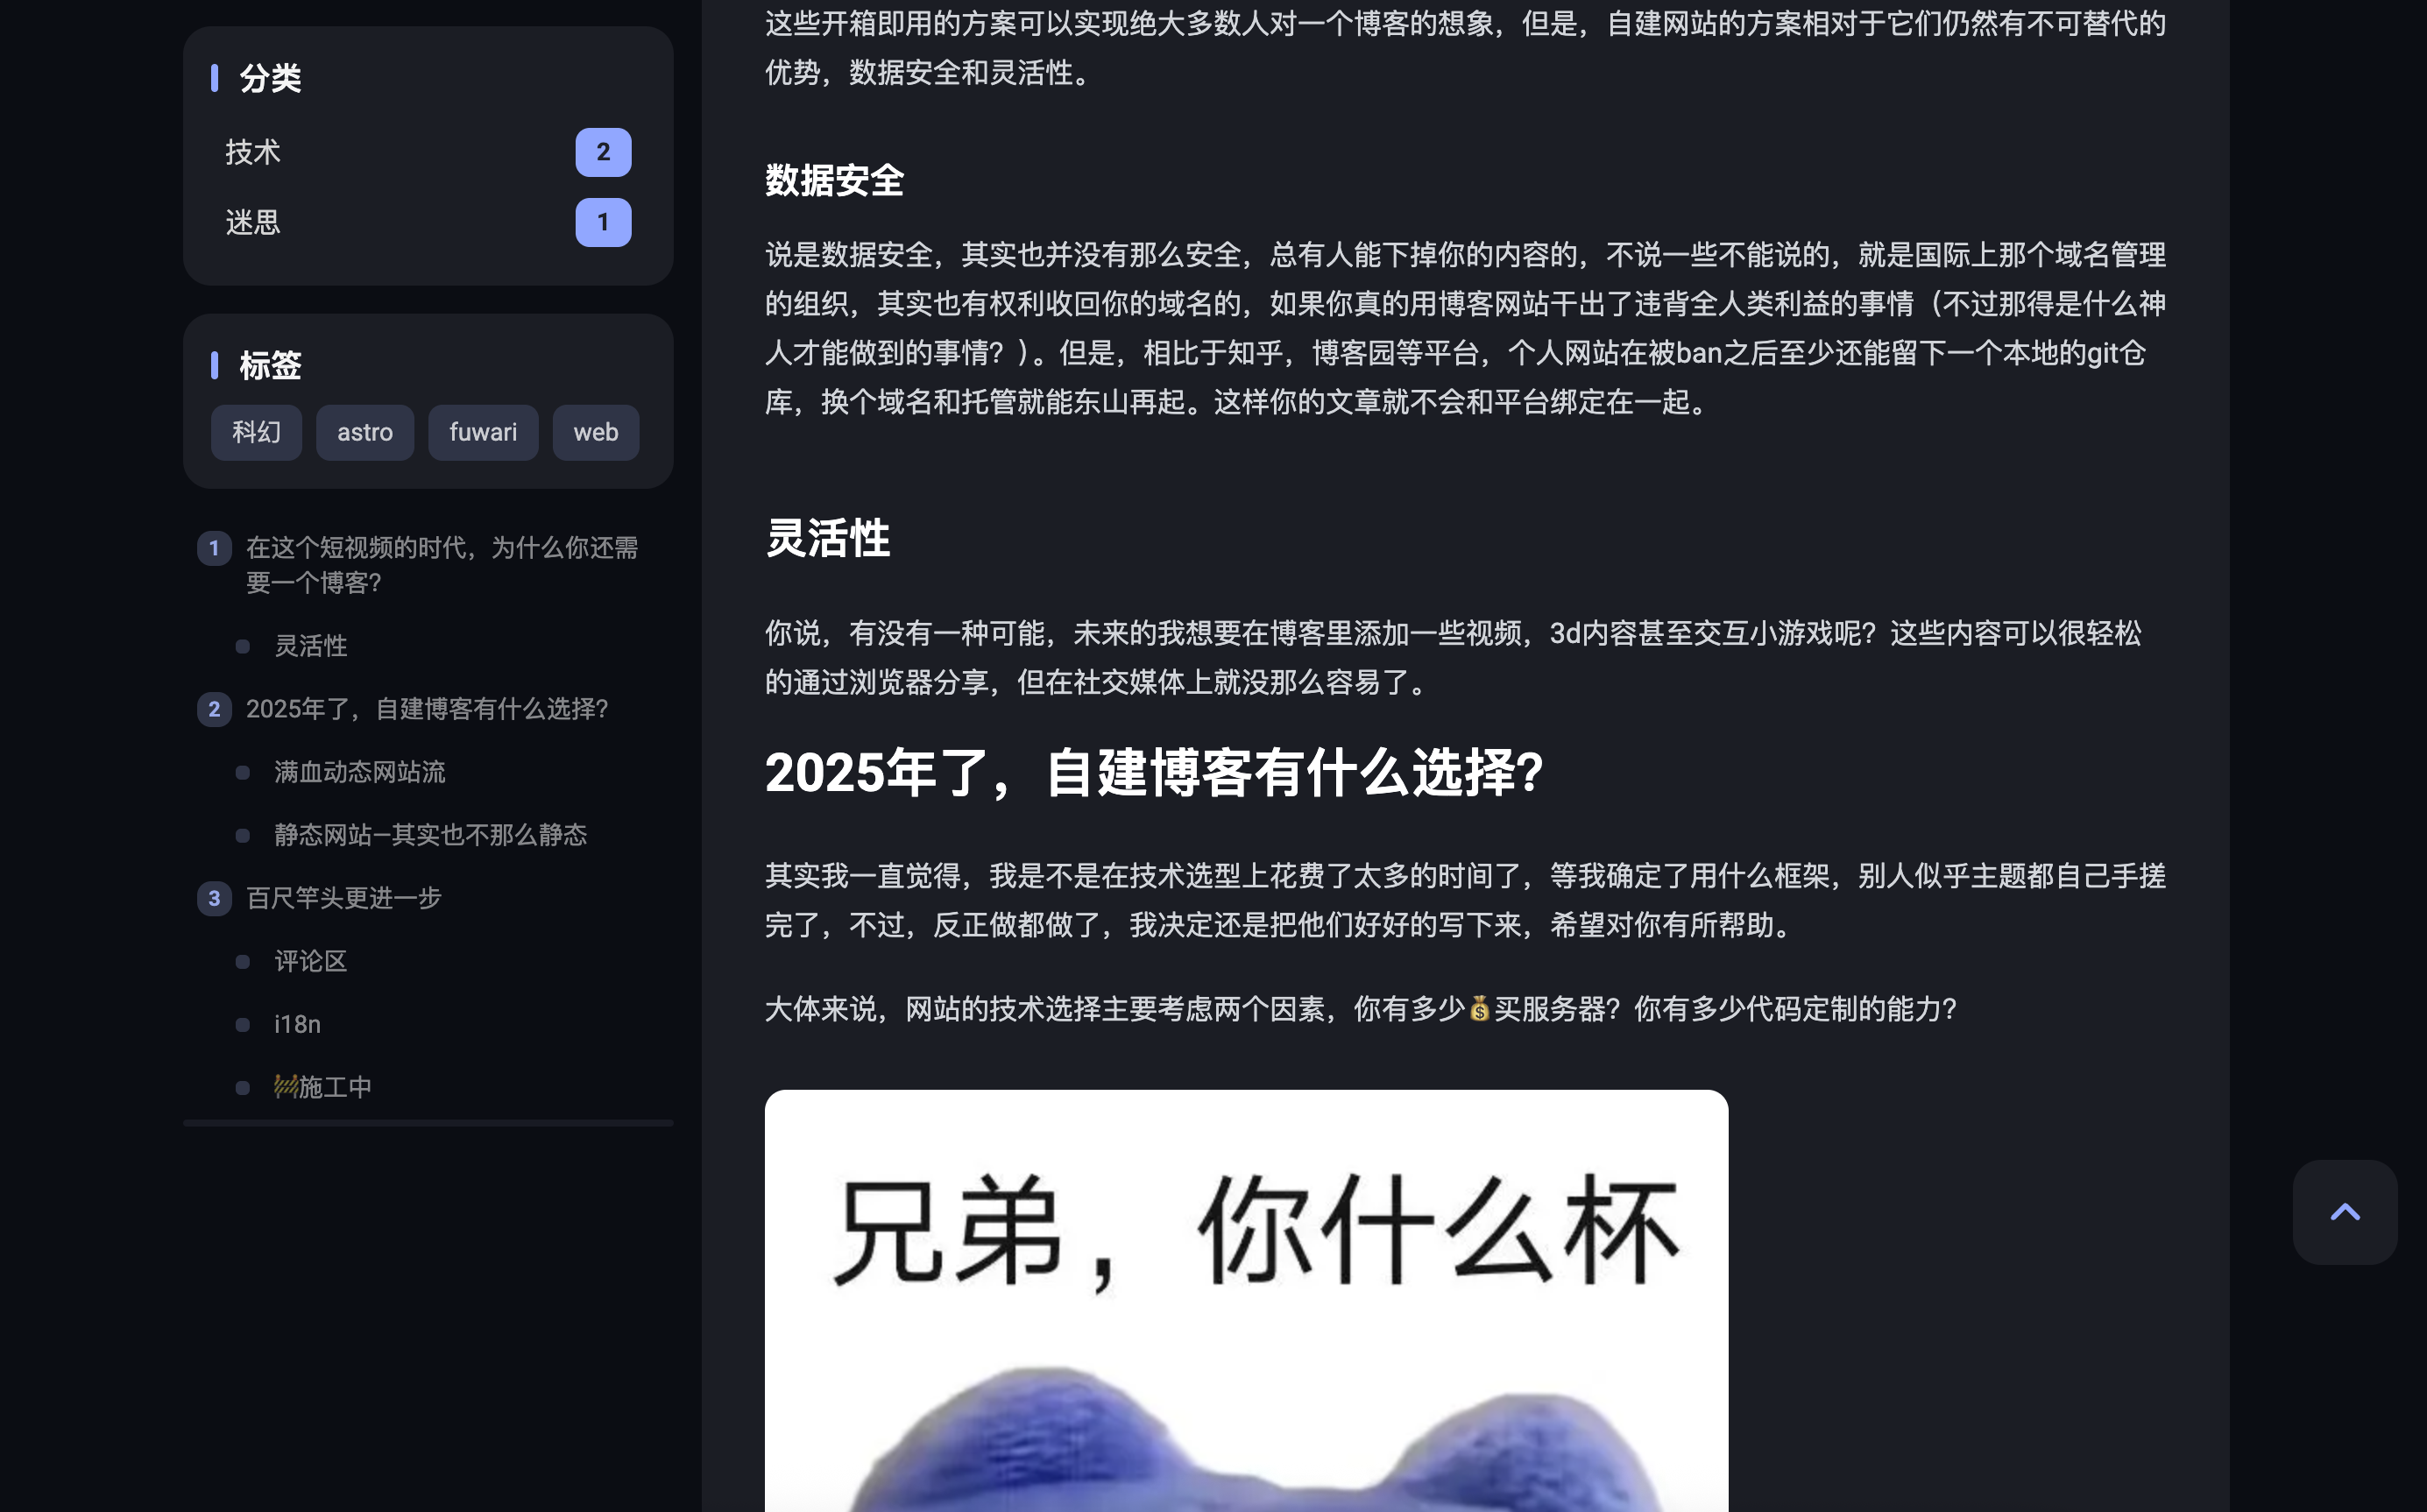 分类
技术
2
迷思
1
标签
科幻
astro
fuwari
web
1
在这个短视频的时代，为什么你还需
要一个博客？
灵活性
2
2025年了，自建博客有什么选择？
满血动态网站流
静态网站—其实也不那么静态
3
百尺竿头更进一步
评论区
i18n
🚧施工中
这些开箱即用的方案可以实现绝大多数人对一个博客的想象，但是，自建网站的方案相对于它们仍然有不可替代的
优势，数据安全和灵活性。
数据安全
说是数据安全，其实也并没有那么安全，总有人能下掉你的内容的，不说一些不能说的，就是国际上那个域名管理
的组织，其实也有权利收回你的域名的，如果你真的用博客网站干出了违背全人类利益的事情（不过那得是什么神
人才能做到的事情？）。但是，相比于知乎，博客园等平台，个人网站在被ban之后至少还能留下一个本地的git仓
库，换个域名和托管就能东山再起。这样你的文章就不会和平台绑定在一起。
灵活性
你说，有没有一种可能，未来的我想要在博客里添加一些视频，3d内容甚至交互小游戏呢？这些内容可以很轻松
的通过浏览器分享，但在社交媒体上就没那么容易了。
2025年了，自建博客有什么选择？
其实我一直觉得，我是不是在技术选型上花费了太多的时间了，等我确定了用什么框架，别人似乎主题都自己手搓
完了，不过，反正做都做了，我决定还是把他们好好的写下来，希望对你有所帮助。
大体来说，网站的技术选择主要考虑两个因素，你有多少💰买服务器？你有多少代码定制的能力？
兄弟，你什么杯